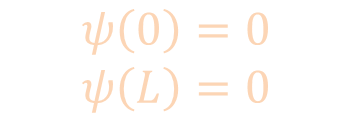 ψ(0) = 0
ψ(L) = 0